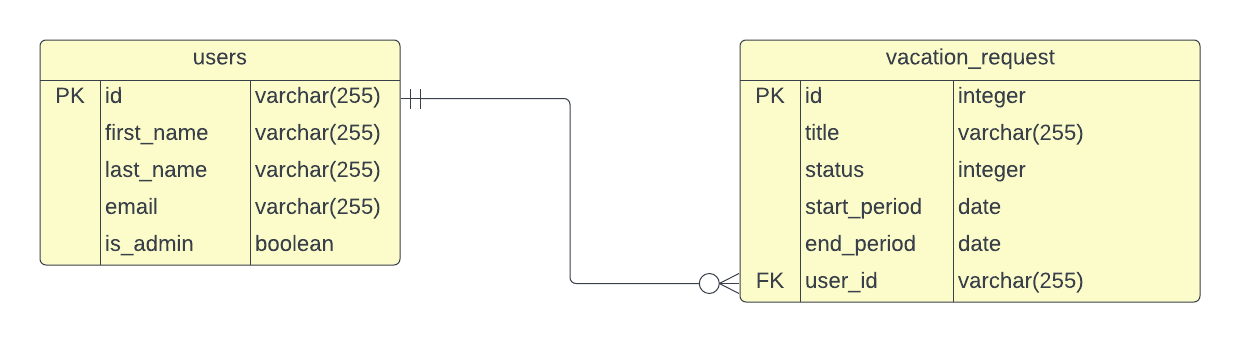 users
PK id varchar(255)
first_name varchar(255)
last_name varchar(255)
email varchar(255)
is_admin boolean
vacation_request
PK id integer
title varchar(255)
status integer
start_period date
end_period date
FK user_id varchar(255)